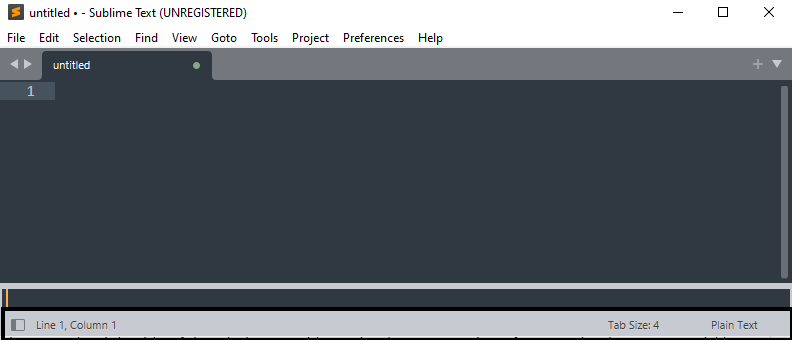 untitled • - Sublime Text (UNREGISTERED)
File Edit Selection Find View Goto Tools Project Preferences Help
untitled
1
Line 1, Column 1 Tab Size: 4 Plain Text